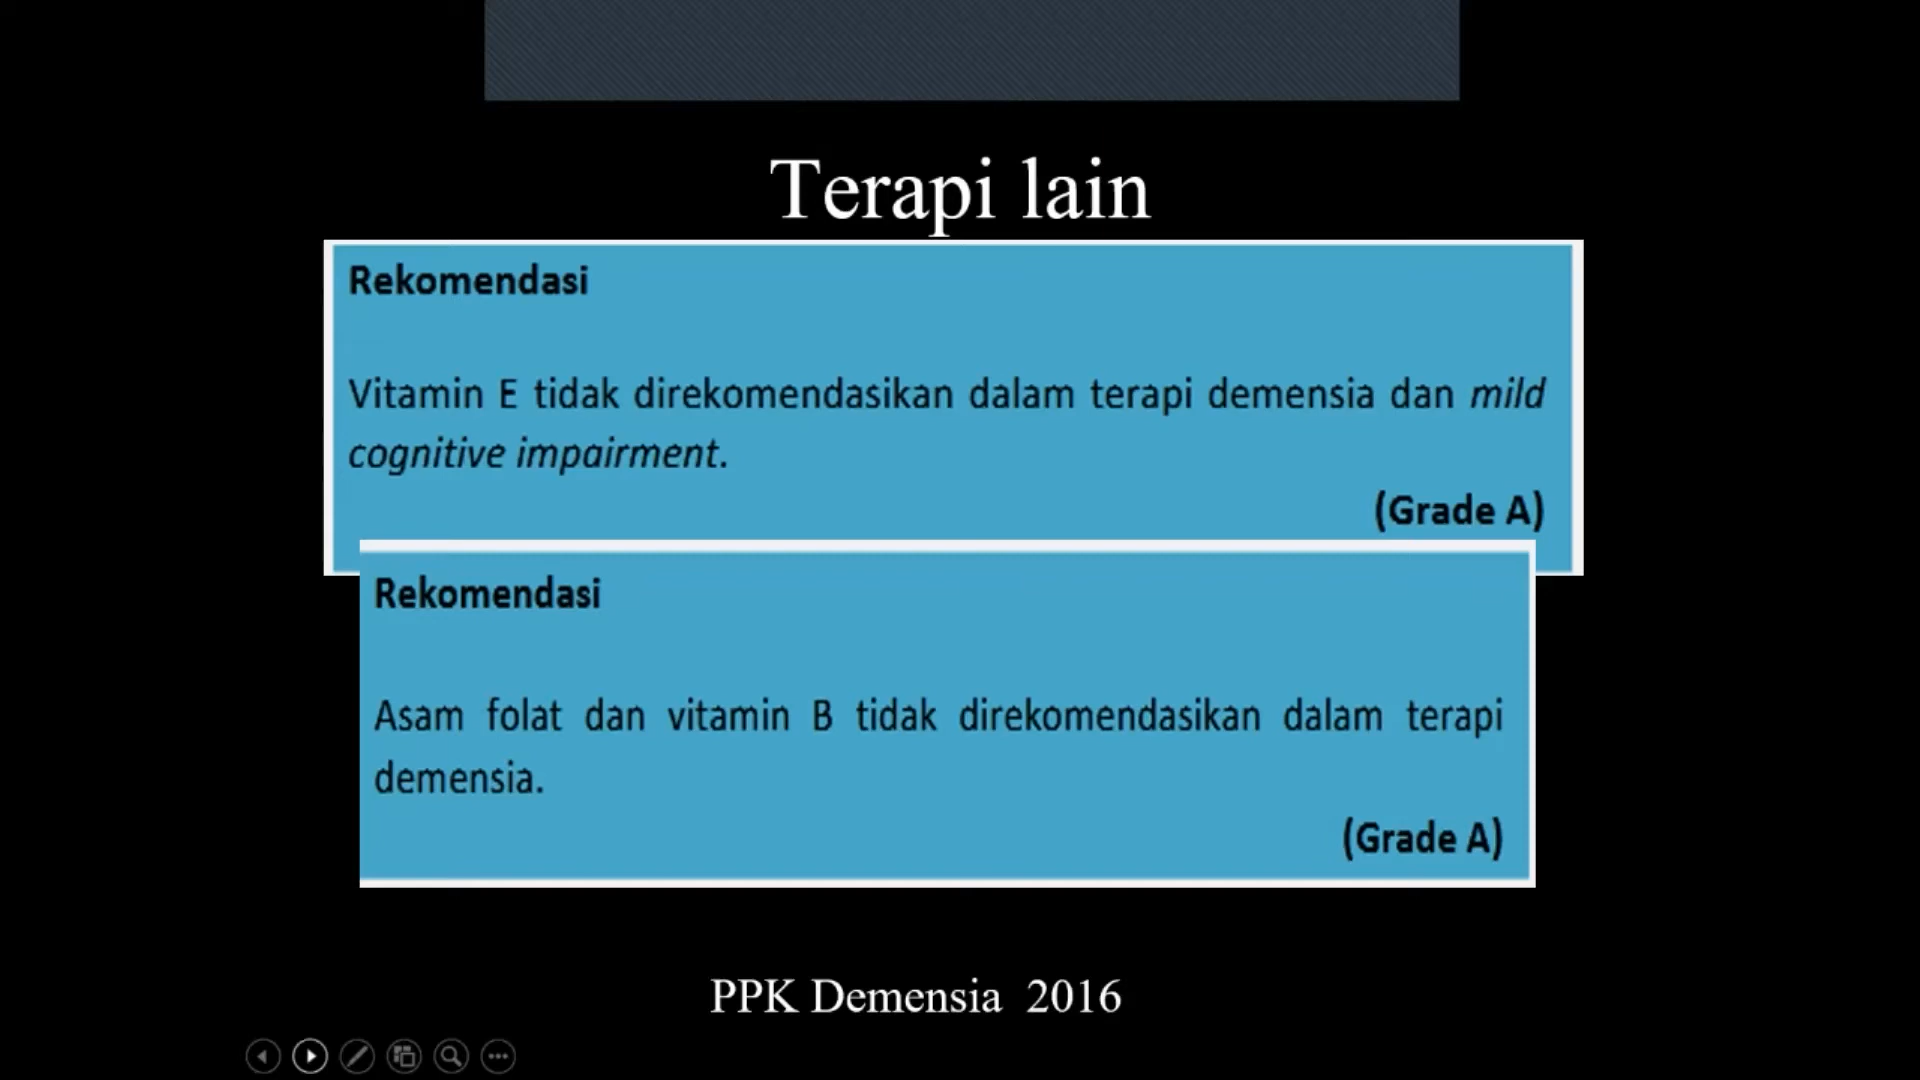 Terapi lain
Rekomendasi
Vitamin E tidak direkomendasikan dalam terapi demensia dan mild
cognitive impairment.
(Grade A)
Rekomendasi
Asam folat dan vitamin B tidak direkomendasikan dalam terapi
demensia.
(Grade A)
PPK Demensia 2016